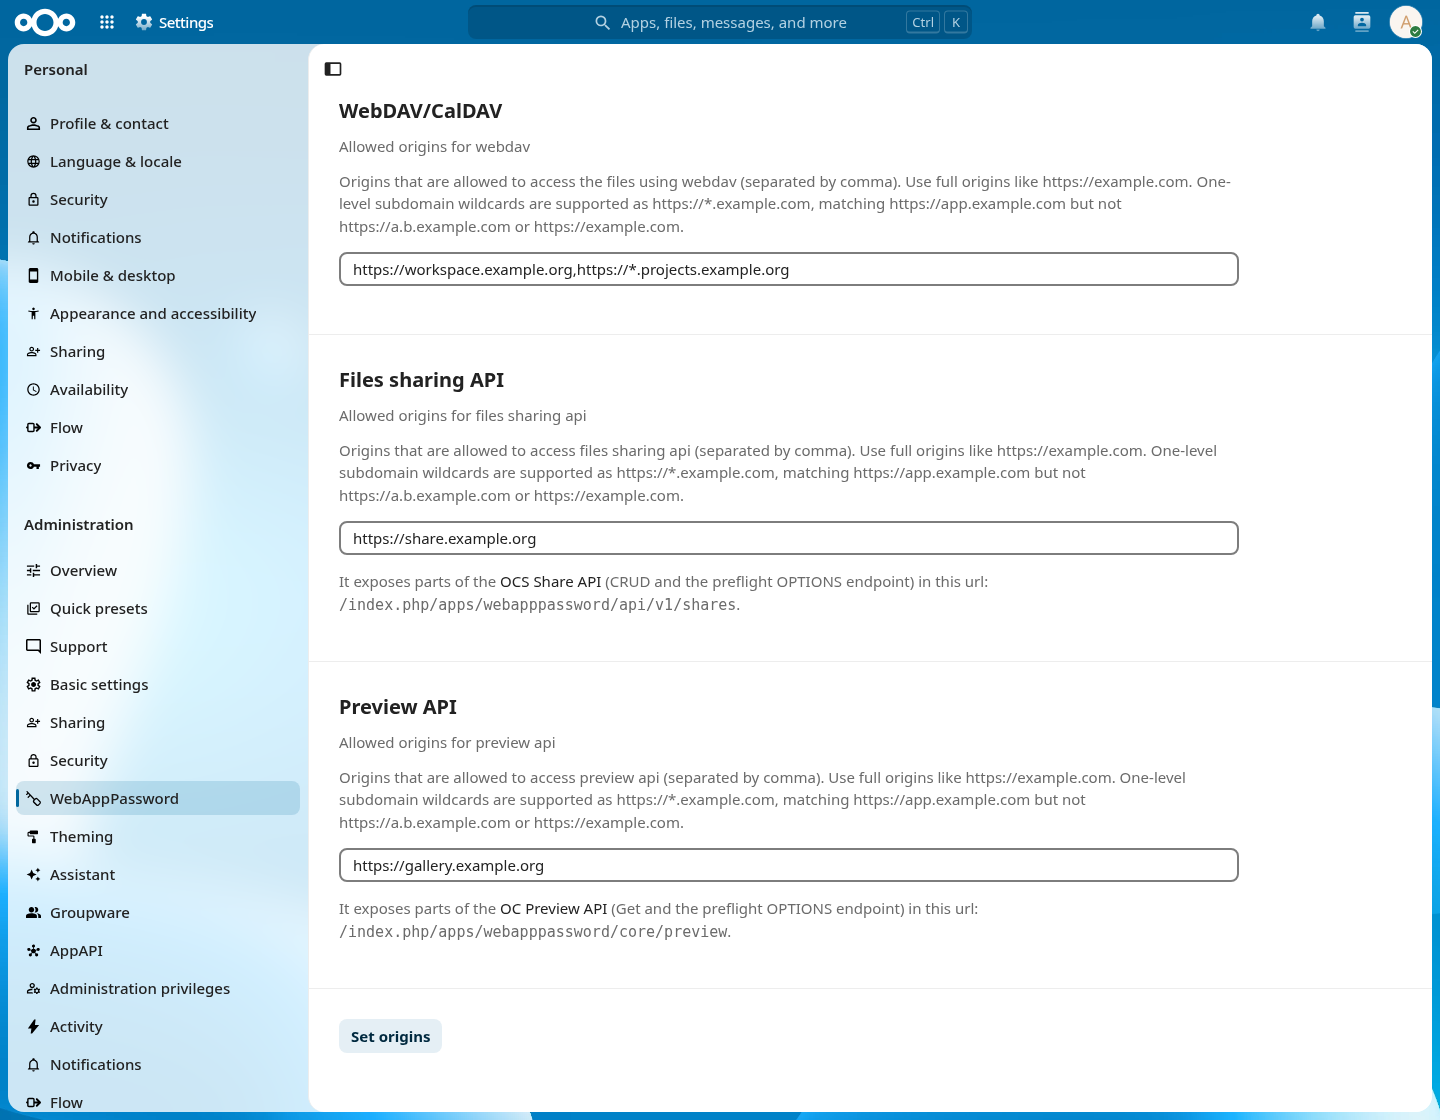 Settings
Apps, files, messages, and more
Ctrl
K
A
Personal
Profile & contact
Language & locale
Security
Notifications
Mobile & desktop
Appearance and accessibility
Sharing
Availability
Flow
Privacy
Administration
Overview
Quick presets
Support
Basic settings
Sharing
Security
WebAppPassword
Theming
Assistant
Groupware
AppAPI
Administration privileges
Activity
Notifications
Flow
WebDAV/CalDAV
Allowed origins for webdav
Origins that are allowed to access the files using webdav (separated by comma). Use full origins like https://example.com. One-
level subdomain wildcards are supported as https://*.example.com, matching https://app.example.com but not
https://a.b.example.com or https://example.com.
https://workspace.example.org,https://*.projects.example.org
Files sharing API
Allowed origins for files sharing api
Origins that are allowed to access files sharing api (separated by comma). Use full origins like https://example.com. One-level
subdomain wildcards are supported as https://*.example.com, matching https://app.example.com but not
https://a.b.example.com or https://example.com.
https://share.example.org
It exposes parts of the OCS Share API (CRUD and the preflight OPTIONS endpoint) in this url:
/index.php/apps/webapppassword/api/v1/shares.
Preview API
Allowed origins for preview api
Origins that are allowed to access preview api (separated by comma). Use full origins like https://example.com. One-level
subdomain wildcards are supported as https://*.example.com, matching https://app.example.com but not
https://a.b.example.com or https://example.com.
https://gallery.example.org
It exposes parts of the OC Preview API (Get and the preflight OPTIONS endpoint) in this url:
/index.php/apps/webapppassword/core/preview.
Set origins